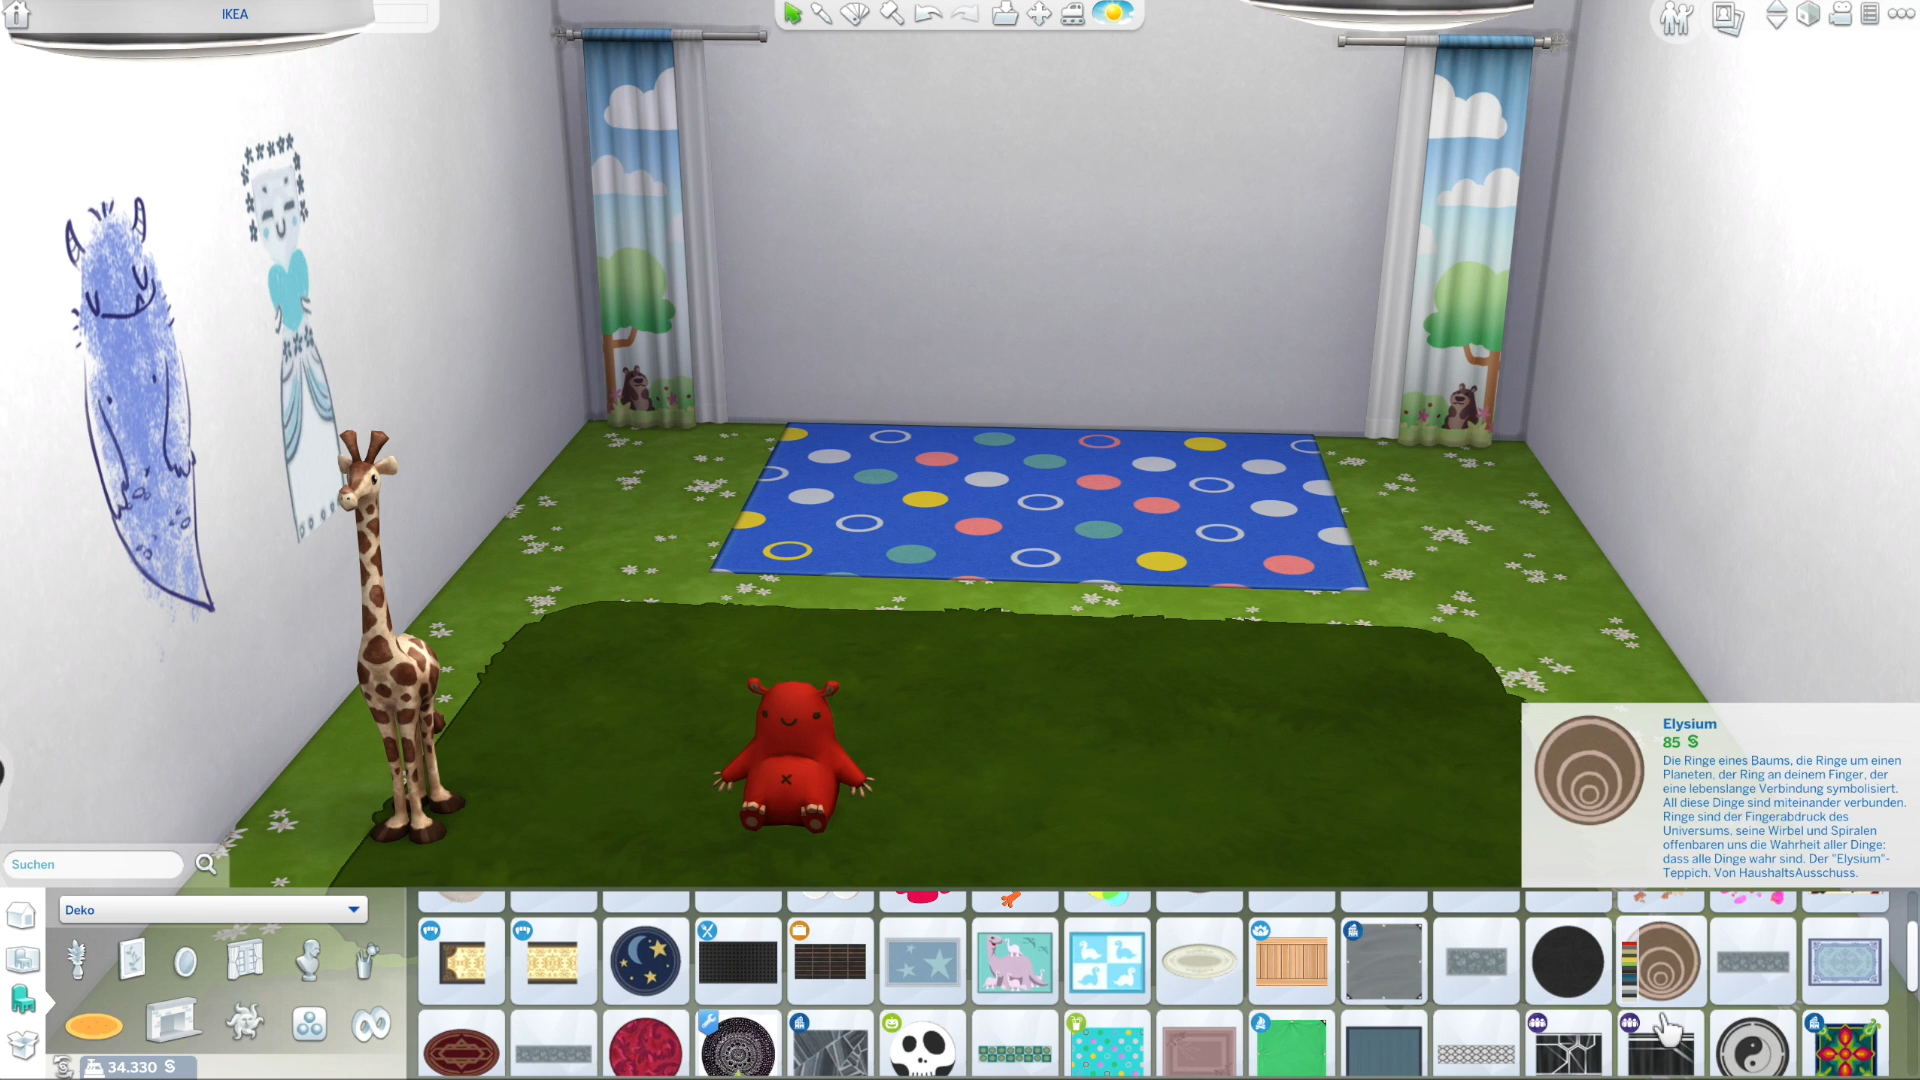 IKEA
Elysium
85 §
Die Ringe eines Baums, die Ringe um einen
Planeten, der Ring an deinem Finger, der
eine lebenslange Verbindung symbolisiert.
All diese Dinge sind miteinander verbunden.
Ringe sind der Fingerabdruck des
Universums, seine Wirbel und Spiralen
offenbaren uns die Wahrheit aller Dinge:
dass alle Dinge wahr sind. Der "Elysium"-
Teppich. Von HaushaltsAusschuss.
Suchen
Deko
34.330 §